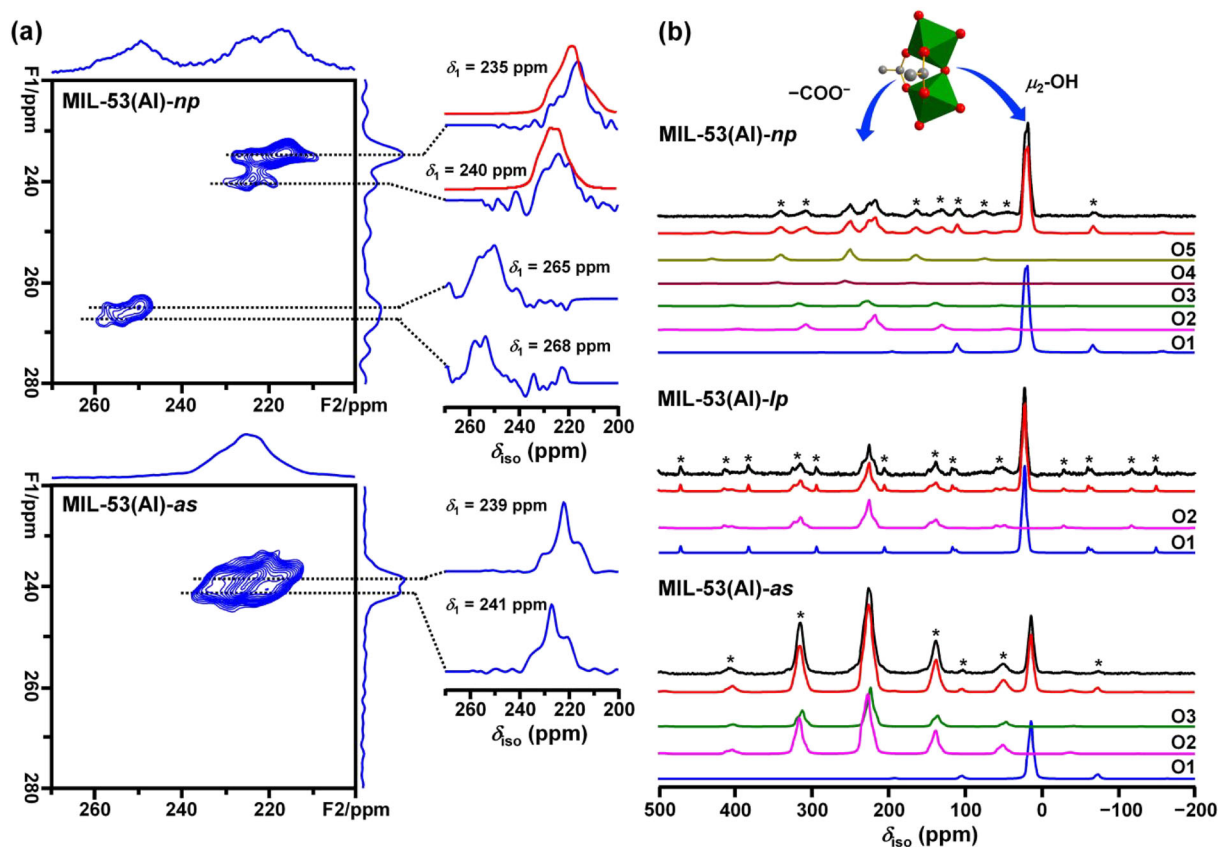 (a)
MIL-53(Al)-np
F1/ppm
240
260
280
260
240
220
F2/ppm
δ1 = 235 ppm
δ1 = 240 ppm
δ1 = 265 ppm
δ1 = 268 ppm
260 240 220 200
δiso (ppm)
MIL-53(Al)-as
F1/ppm
240
260
280
260
240
220
F2/ppm
δ1 = 239 ppm
δ1 = 241 ppm
260 240 220 200
δiso (ppm)
(b)
−COO−
μ2-OH
MIL-53(Al)-np
* * * * * * * *
O5
O4
O3
O2
O1
MIL-53(Al)-lp
* * * * * * * * * * * * *
O2
O1
MIL-53(Al)-as
* * * * * *
O3
O2
O1
500 400 300 200 100 0 −100 −200
δiso (ppm)